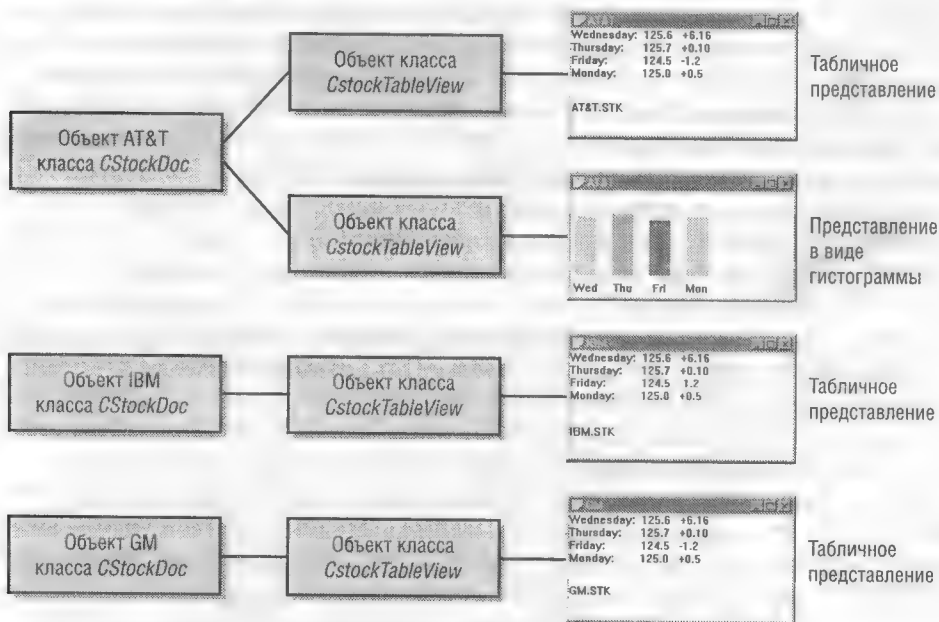 Объект AT&T
класса CStockDoc
Объект класса
CstockTableView
AT&T
Wednesday: 125.6 +6.16
Thursday: 125.7 +0.10
Friday: 124.5 -1.2
Monday: 125.0 +0.5
AT&T.STK
Табличное
представление
Объект класса
CstockTableView
AT&T
Wed Thu Fri Mon
Представление
в виде
гистограммы
Объект IBM
класса CStockDoc
Объект класса
CstockTableView
Wednesday: 125.6 +6.16
Thursday: 125.7 +0.10
Friday: 124.5 1.2
Monday: 125.0 +0.5
IBM.STK
Табличное
представление
Объект GM
класса CStockDoc
Объект класса
CstockTableView
GM
Wednesday: 125.6 +6.16
Thursday: 125.7 +0.10
Friday: 124.5 -1.2
Monday: 125.0 +0.5
GM.STK
Табличное
представление